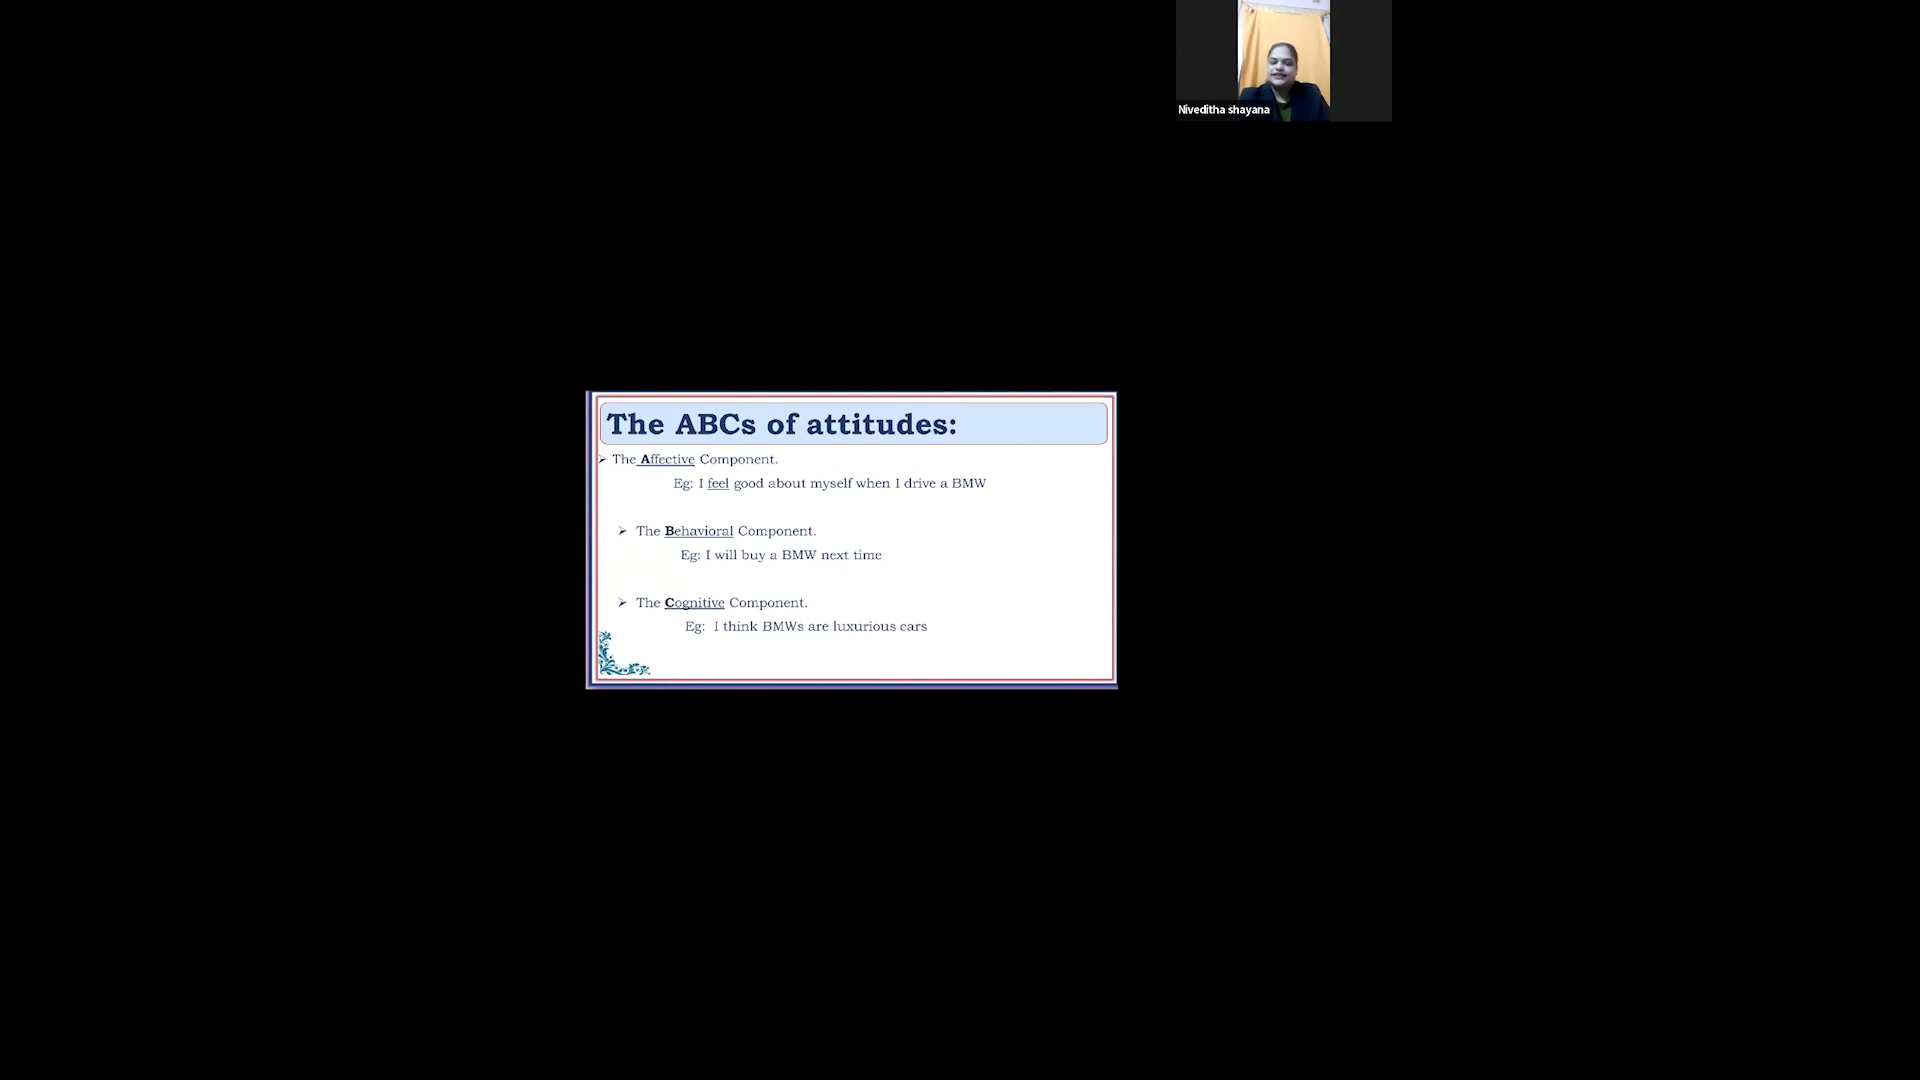 Niveditha shayana
The ABCs of attitudes:
➢ The Affective Component.
Eg: I feel good about myself when I drive a BMW
➢ The Behavioral Component.
Eg: I will buy a BMW next time
➢ The Cognitive Component.
Eg: I think BMWs are luxurious cars